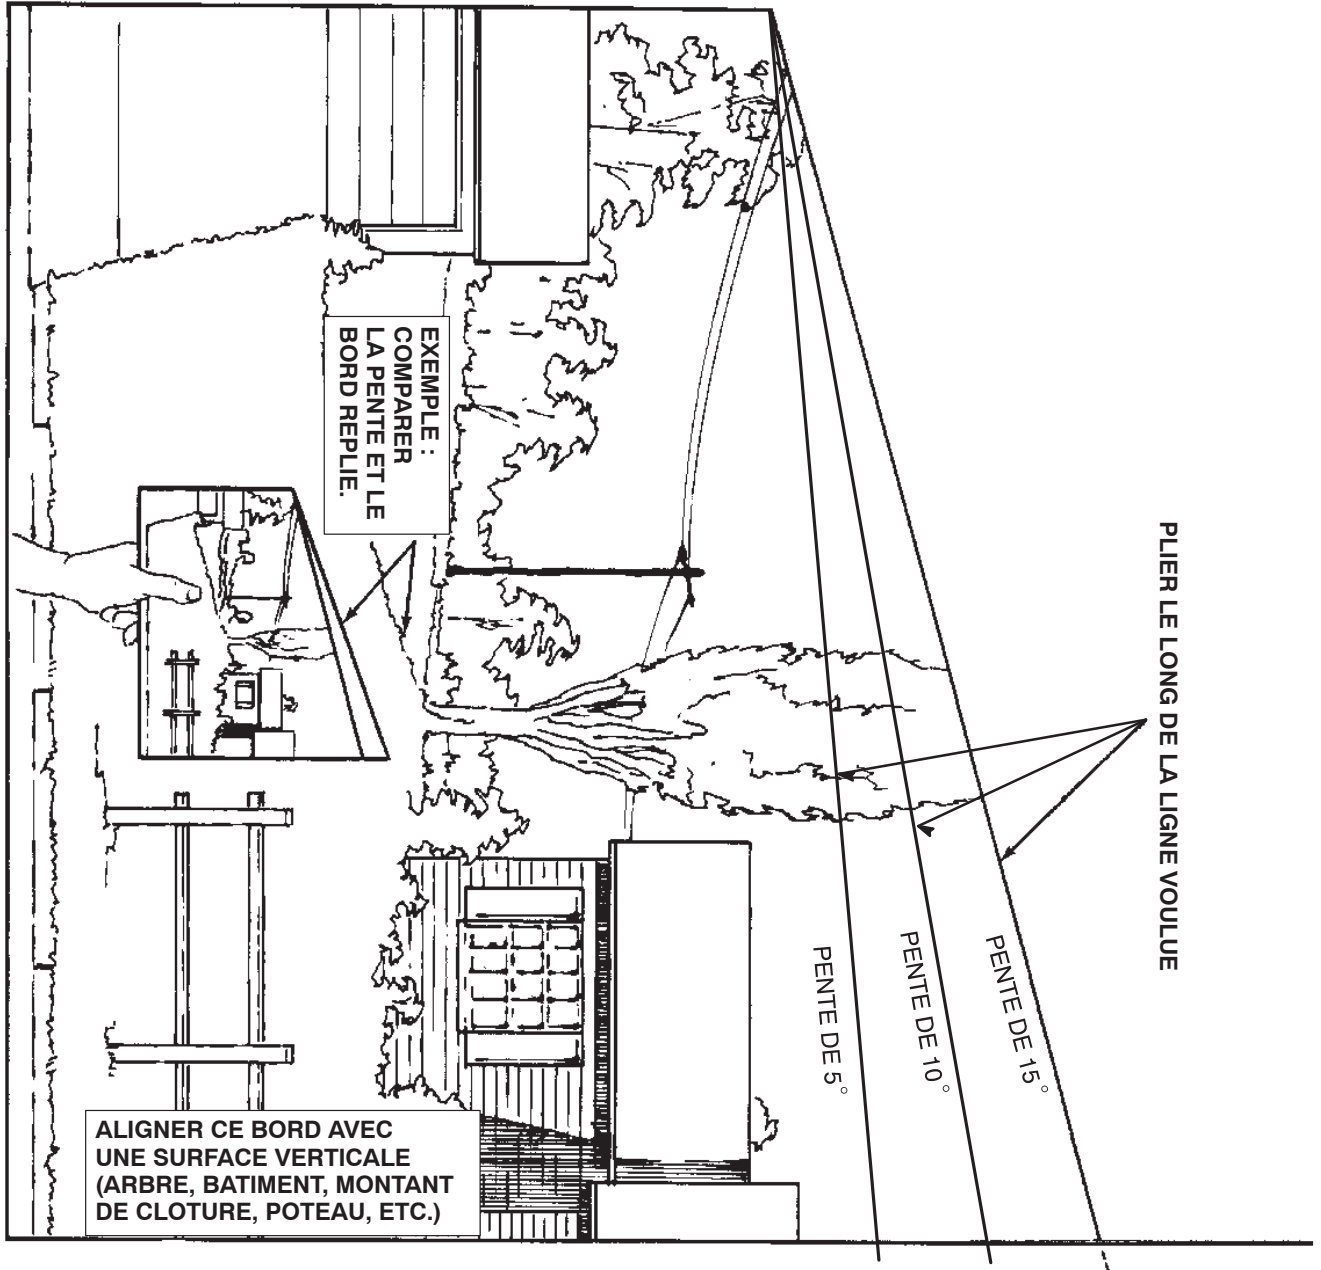 PLIER LE LONG DE LA LIGNE VOULUE
PENTE DE 15°
PENTE DE 10°
PENTE DE 5°
EXEMPLE :
COMPARER
LA PENTE ET LE
BORD REPLIE.
ALIGNER CE BORD AVEC
UNE SURFACE VERTICALE
(ARBRE, BATIMENT, MONTANT
DE CLOTURE, POTEAU, ETC.)